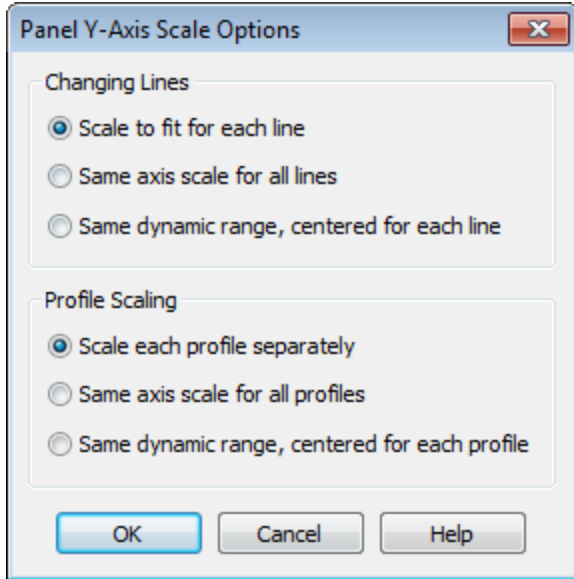 Panel Y-Axis Scale Options
Changing Lines
Scale to fit for each line
Same axis scale for all lines
Same dynamic range, centered for each line
Profile Scaling
Scale each profile separately
Same axis scale for all profiles
Same dynamic range, centered for each profile
OK Cancel Help